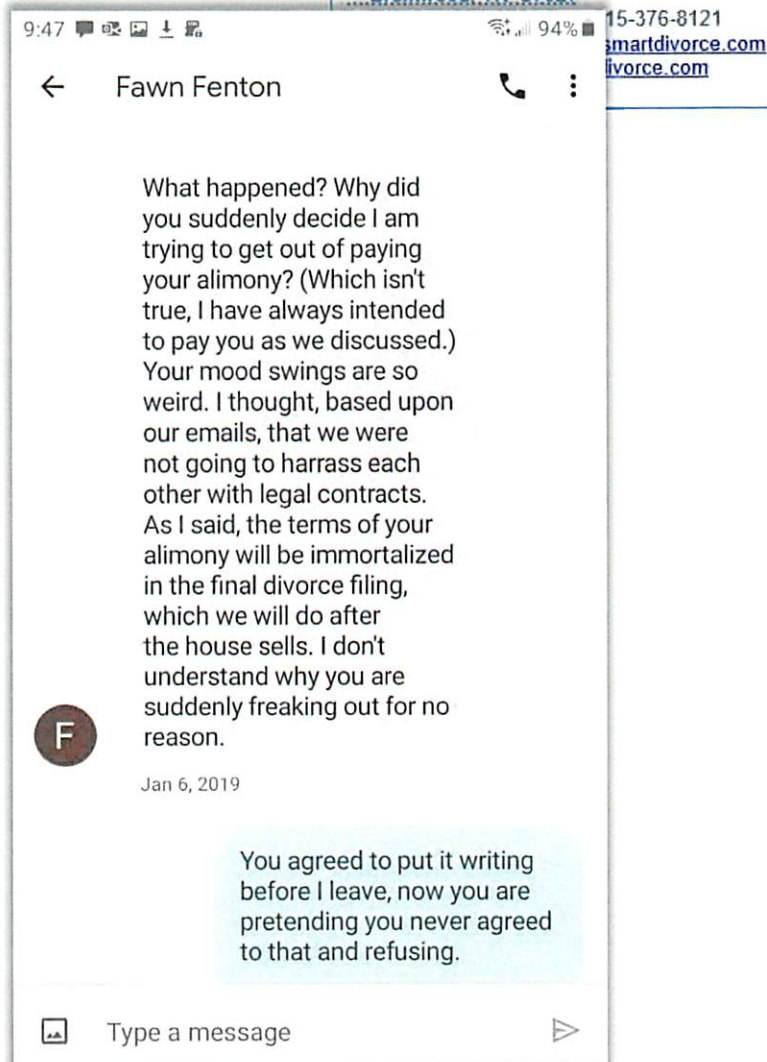 15-376-8121
smartdivorce.com
ivorce.com
9:47
94%
Fawn Fenton
What happened? Why did
you suddenly decide I am
trying to get out of paying
your alimony? (Which isn't
true, I have always intended
to pay you as we discussed.)
Your mood swings are so
weird. I thought, based upon
our emails, that we were
not going to harrass each
other with legal contracts.
As I said, the terms of your
alimony will be immortalized
in the final divorce filing,
which we will do after
the house sells. I don't
understand why you are
suddenly freaking out for no
reason.
F
Jan 6, 2019
You agreed to put it writing
before I leave, now you are
pretending you never agreed
to that and refusing.
Type a message